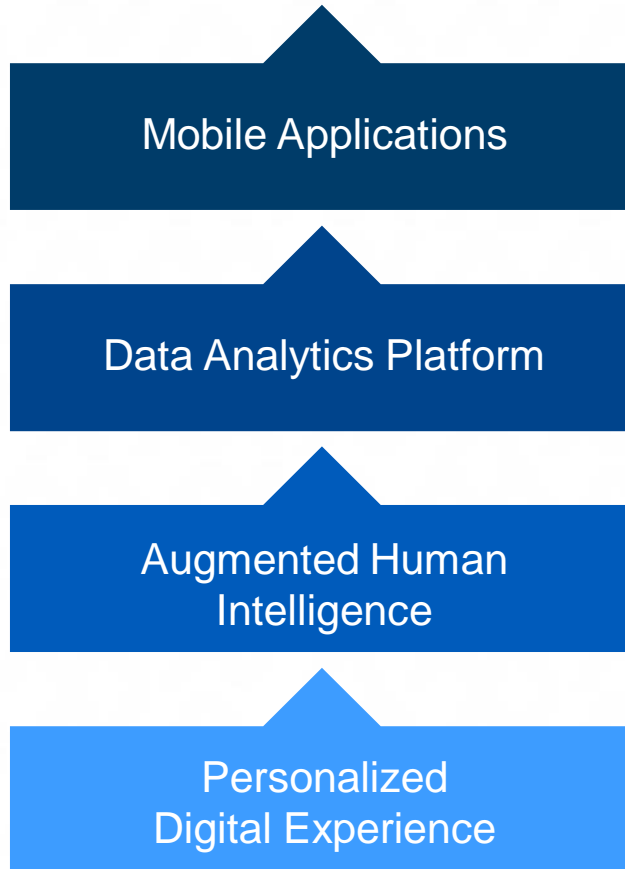 Mobile Applications
Data Analytics Platform
Augmented Human
Intelligence
Personalized
Digital Experience